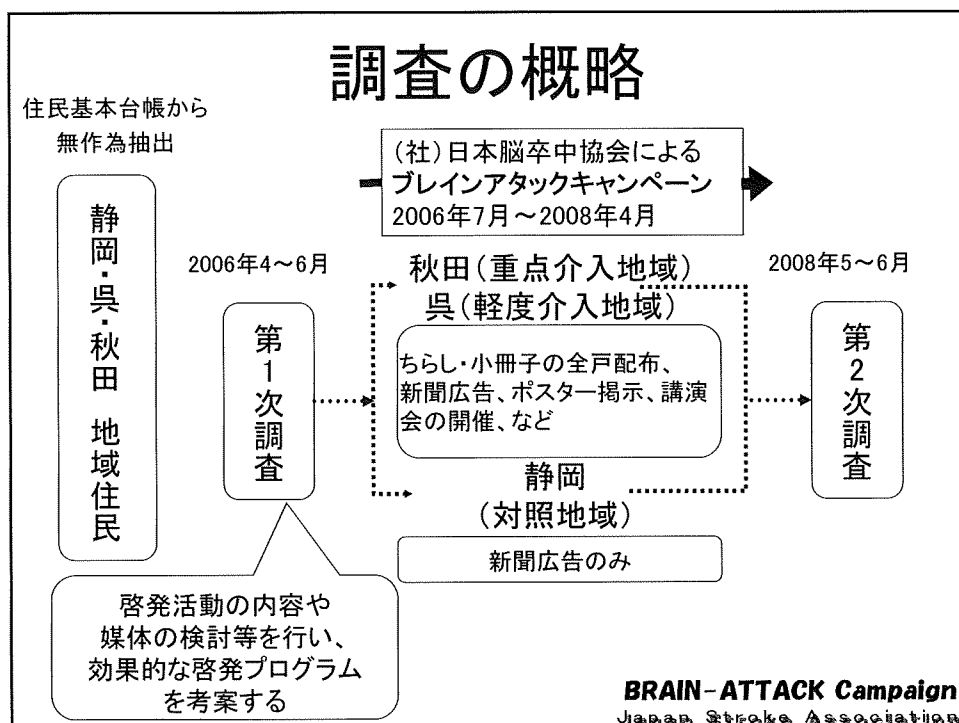 調査の概略
住民基本台帳から
無作為抽出
静岡・呉・秋田 地域住民
(社)日本脳卒中協会による
ブレインアタックキャンペーン
2006年7月～2008年4月
2006年4～6月
第1次調査
秋田(重点介入地域)
呉(軽度介入地域)
ちらし・小冊子の全戸配布、
新聞広告、ポスター掲示、講演
会の開催、など
静岡
(対照地域)
新聞広告のみ
2008年5～6月
第2次調査
啓発活動の内容や
媒体の検討等を行い、
効果的な啓発プログラム
を考案する
BRAIN-ATTACK Campaign
Japan Stroke Association